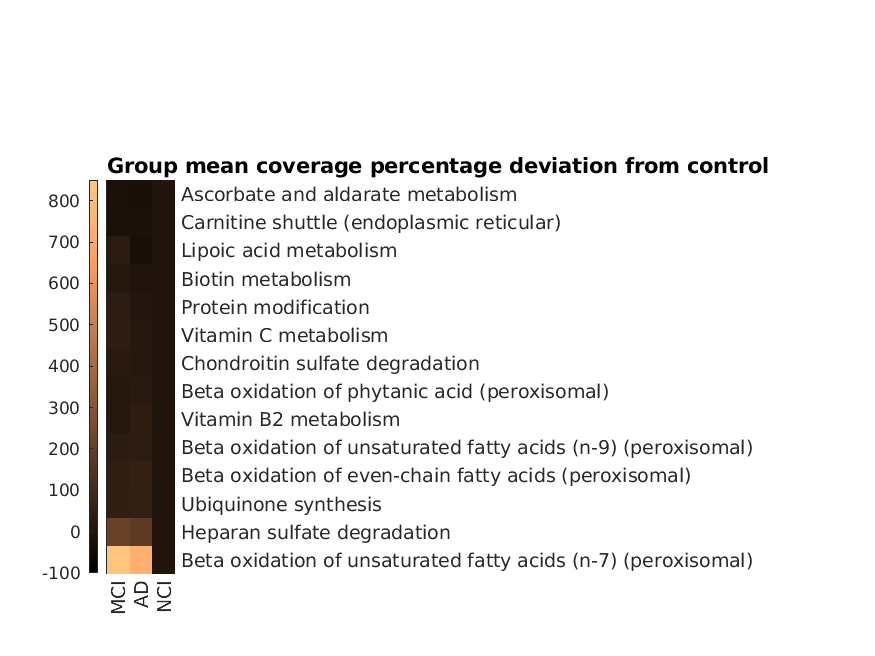 Group mean coverage percentage deviation from control
800
700
600
500
400
300
200
100
0
-100
Ascorbate and aldarate metabolism
Carnitine shuttle (endoplasmic reticular)
Lipoic acid metabolism
Biotin metabolism
Protein modification
Vitamin C metabolism
Chondroitin sulfate degradation
Beta oxidation of phytanic acid (peroxisomal)
Vitamin B2 metabolism
Beta oxidation of unsaturated fatty acids (n-9) (peroxisomal)
Beta oxidation of even-chain fatty acids (peroxisomal)
Ubiquinone synthesis
Heparan sulfate degradation
Beta oxidation of unsaturated fatty acids (n-7) (peroxisomal)
MCI
AD
NCI